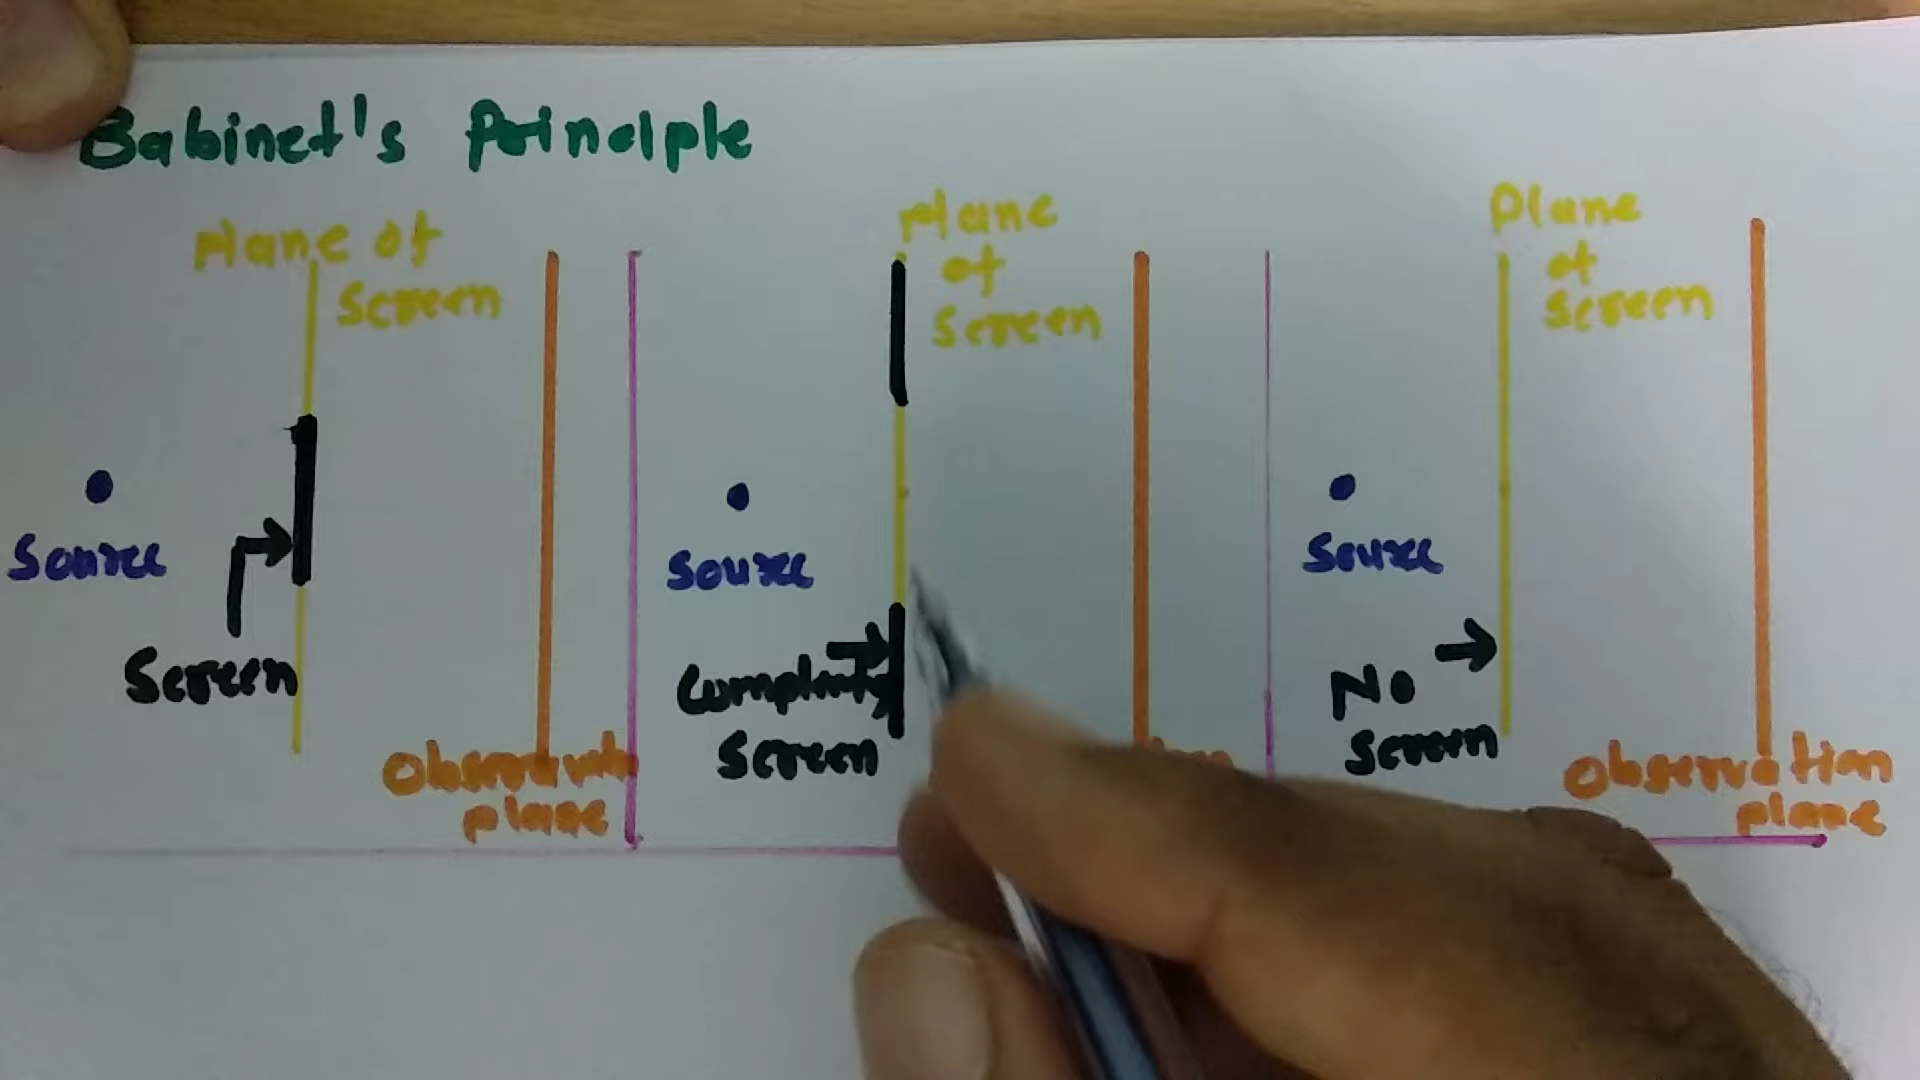 Babinet's Principle
Plane of
Screen
Source
Screen
Observation
plane
Plane
of
Screen
Source
Screen
Plane
of
Screen
Source
No
Screen
Observation
plane